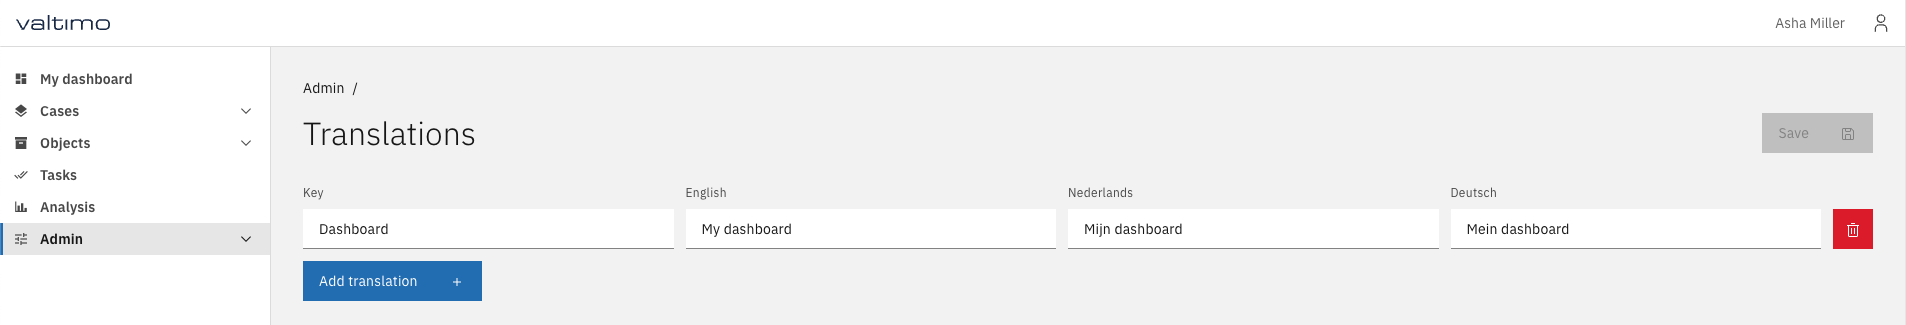 valtimo
Asha Miller
My dashboard
Cases
Objects
Tasks
Analysis
Admin
Admin /
Translations
Save
Key English Nederlands Deutsch
Dashboard My dashboard Mijn dashboard Mein dashboard
Add translation +